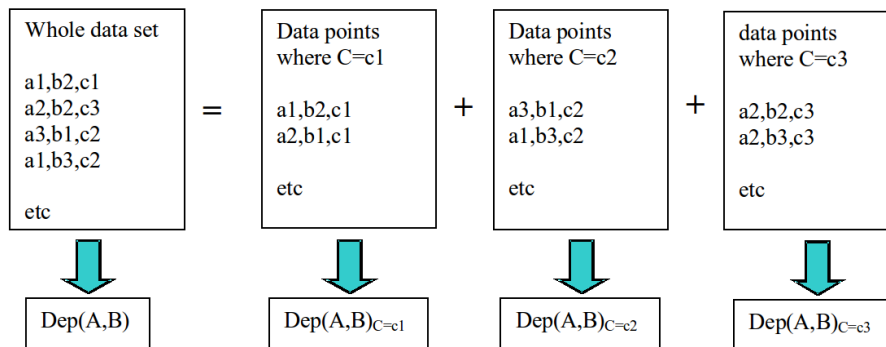 Whole data set
a1,b2,c1
a2,b2,c3
a3,b1,c2
a1,b3,c2
etc
=
Data points
where C=c1
a1,b2,c1
a2,b1,c1
etc
+
Data points
where C=c2
a3,b1,c2
a1,b3,c2
etc
+
data points
where C=c3
a2,b2,c3
a2,b3,c3
etc
Dep(A,B)
Dep(A,B)C=c1
Dep(A,B)C=c2
Dep(A,B)C=c3